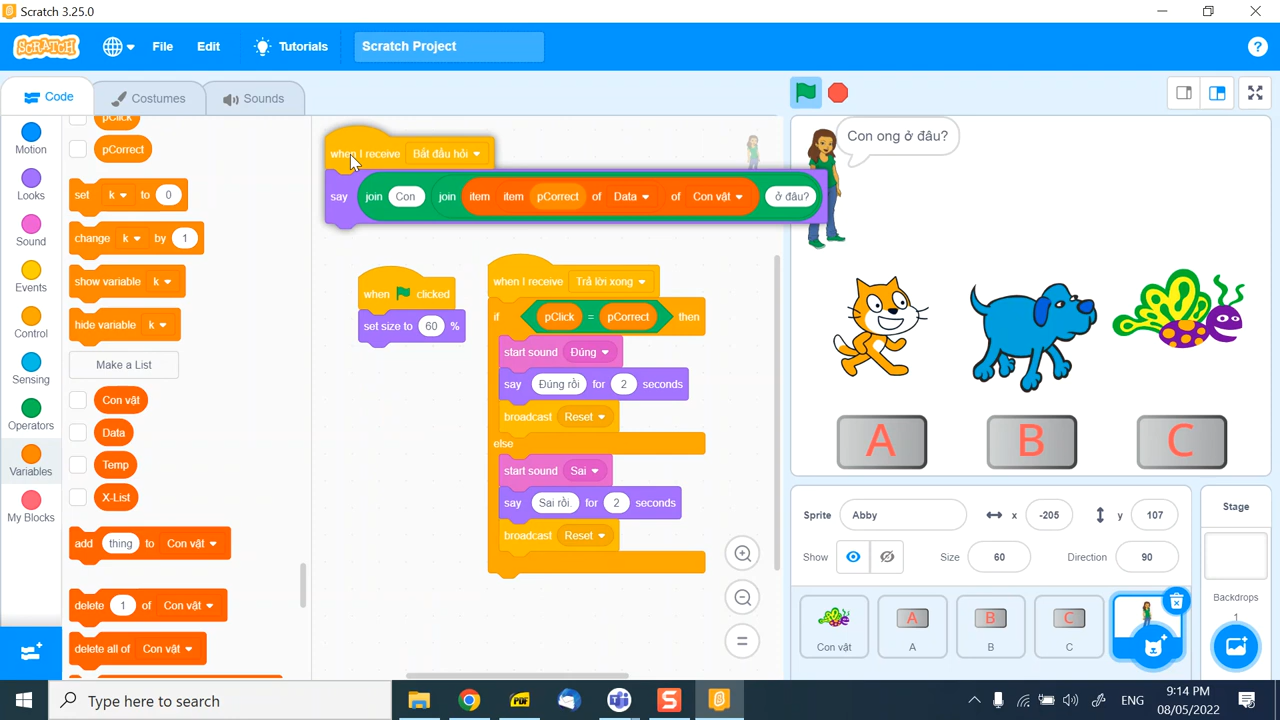 Scratch 3.25.0
SCRATCH
File
Edit
Tutorials
Scratch Project
?
Code
Costumes
Sounds
Motion
Looks
Sound
Events
Control
Sensing
Operators
Variables
My Blocks
pClick
pCorrect
set k to 0
change k by 1
show variable k
hide variable k
Make a List
Con vật
Data
Temp
X-List
add thing to Con vật
delete 1 of Con vật
delete all of Con vật
when I receive Bắt đầu hỏi
say join Con join item item pCorrect of Data of Con vật ở đâu?
when clicked
set size to 60 %
when I receive Trả lời xong
if pClick = pCorrect then
start sound Đúng
say Đúng rồi for 2 seconds
broadcast Reset
else
start sound Sai
say Sai rồi. for 2 seconds
broadcast Reset
=
Con ong ở đâu?
A
B
C
Sprite Abby x -205 y 107
Show Size 60 Direction 90
Con vật
A
A
B
B
C
C
Stage
Backdrops
1
Type here to search
PDF
S
ENG
9:14 PM
08/05/2022